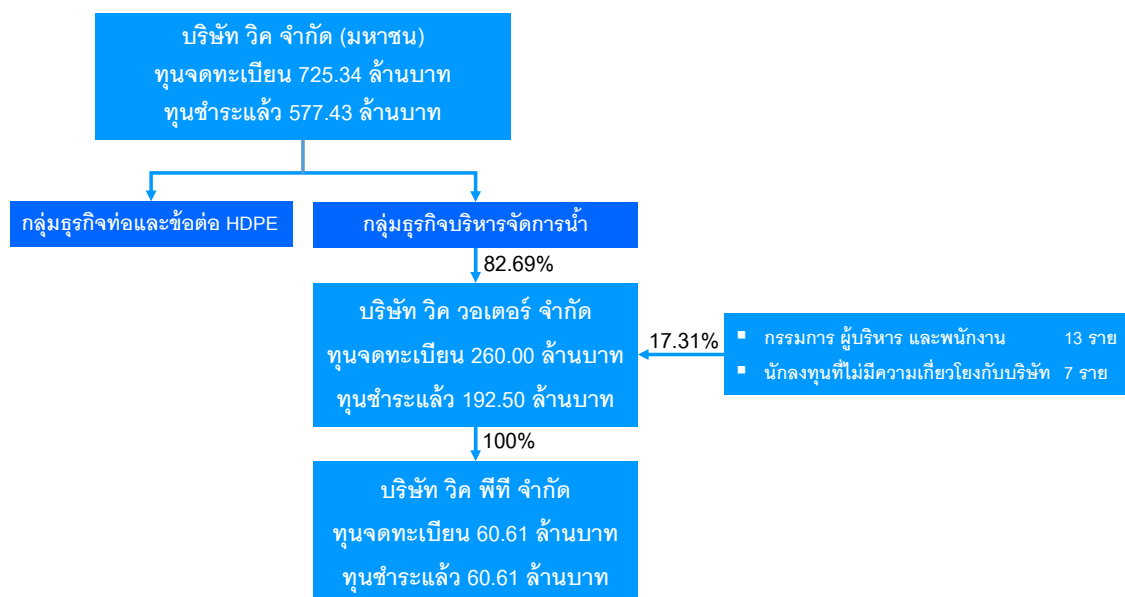 บริษัท วิค จำกัด (มหาชน)
ทุนจดทะเบียน 725.34 ล้านบาท
ทุนชำระแล้ว 577.43 ล้านบาท
กลุ่มธุรกิจท่อและข้อต่อ HDPE
กลุ่มธุรกิจบริหารจัดการน้ำ
82.69%
บริษัท วิค วอเตอร์ จำกัด
ทุนจดทะเบียน 260.00 ล้านบาท
ทุนชำระแล้ว 192.50 ล้านบาท
17.31%
▪ กรรมการ ผู้บริหาร และพนักงาน 13 ราย
▪ นักลงทุนที่ไม่มีความเกี่ยวโยงกับบริษัท 7 ราย
100%
บริษัท วิค พีที จำกัด
ทุนจดทะเบียน 60.61 ล้านบาท
ทุนชำระแล้ว 60.61 ล้านบาท